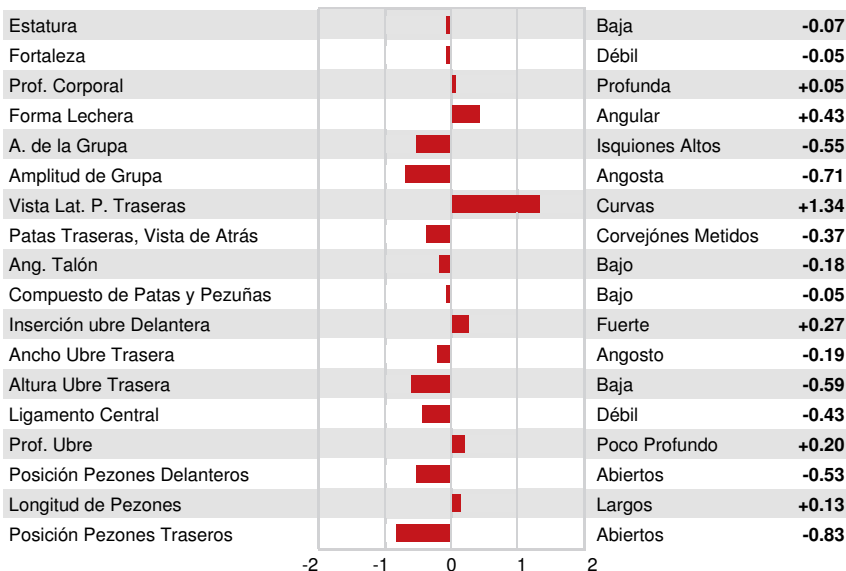 Estatura Baja -0.07
Fortaleza Débil -0.05
Prof. Corporal Profunda +0.05
Forma Lechera Angular +0.43
A. de la Grupa Isquiones Altos -0.55
Amplitud de Grupa Angosta -0.71
Vista Lat. P. Traseras Curvas +1.34
Patas Traseras, Vista de Atrás Corvejónes Metidos -0.37
Ang. Talón Bajo -0.18
Compuesto de Patas y Pezuñas Bajo -0.05
Inserción ubre Delantera Fuerte +0.27
Ancho Ubre Trasera Angosto -0.19
Altura Ubre Trasera Baja -0.59
Ligamento Central Débil -0.43
Prof. Ubre Poco Profundo +0.20
Posición Pezones Delanteros Abiertos -0.53
Longitud de Pezones Largos +0.13
Posición Pezones Traseros Abiertos -0.83
-2 -1 0 1 2